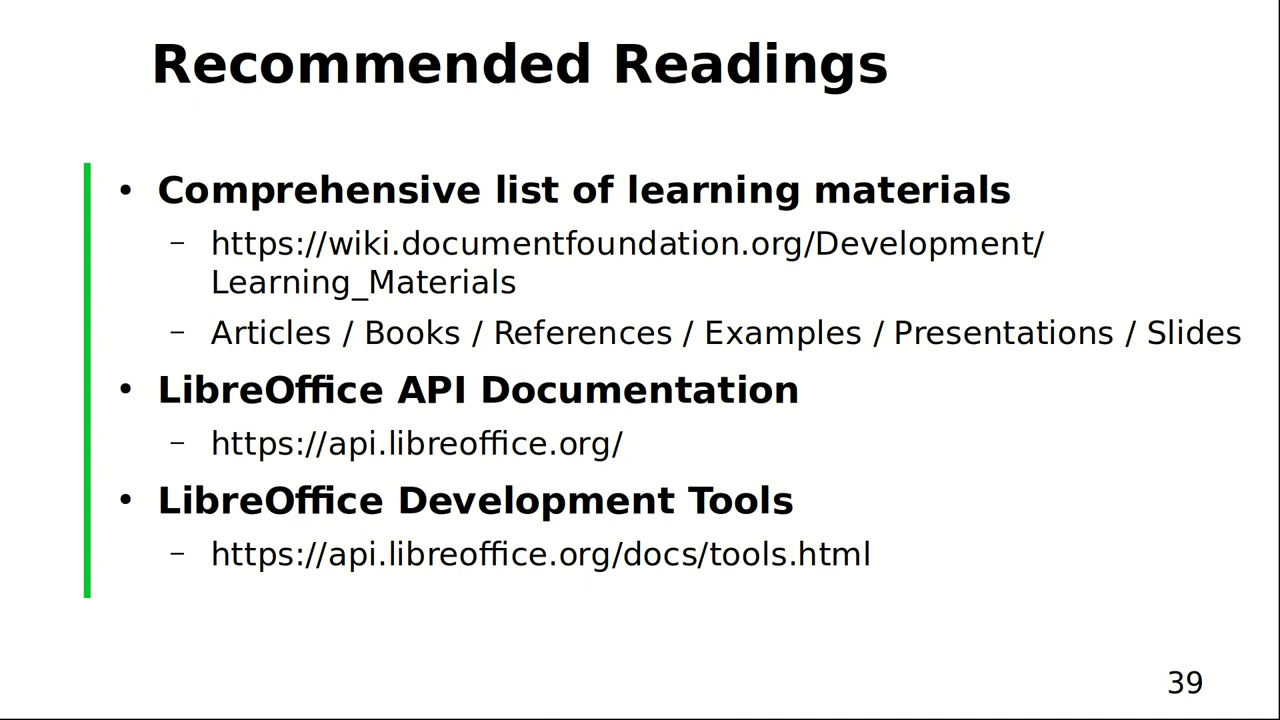 Recommended Readings
• Comprehensive list of learning materials
– https://wiki.documentfoundation.org/Development/
Learning_Materials
– Articles / Books / References / Examples / Presentations / Slides
• LibreOffice API Documentation
– https://api.libreoffice.org/
• LibreOffice Development Tools
– https://api.libreoffice.org/docs/tools.html
39